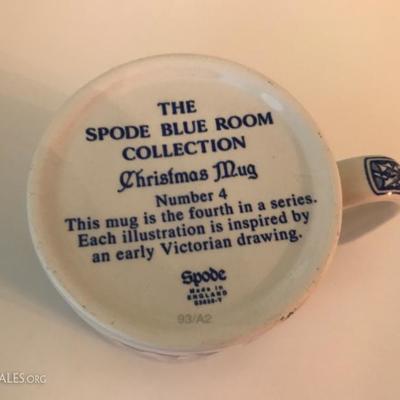 THE
SPODE BLUE ROOM
COLLECTION
Christmas Mug
Number 4
This mug is the fourth in a series.
Each illustration is inspired by
an early Victorian drawing.
Spode
Made in
ENGLAND
93/A2
ALES.ORG